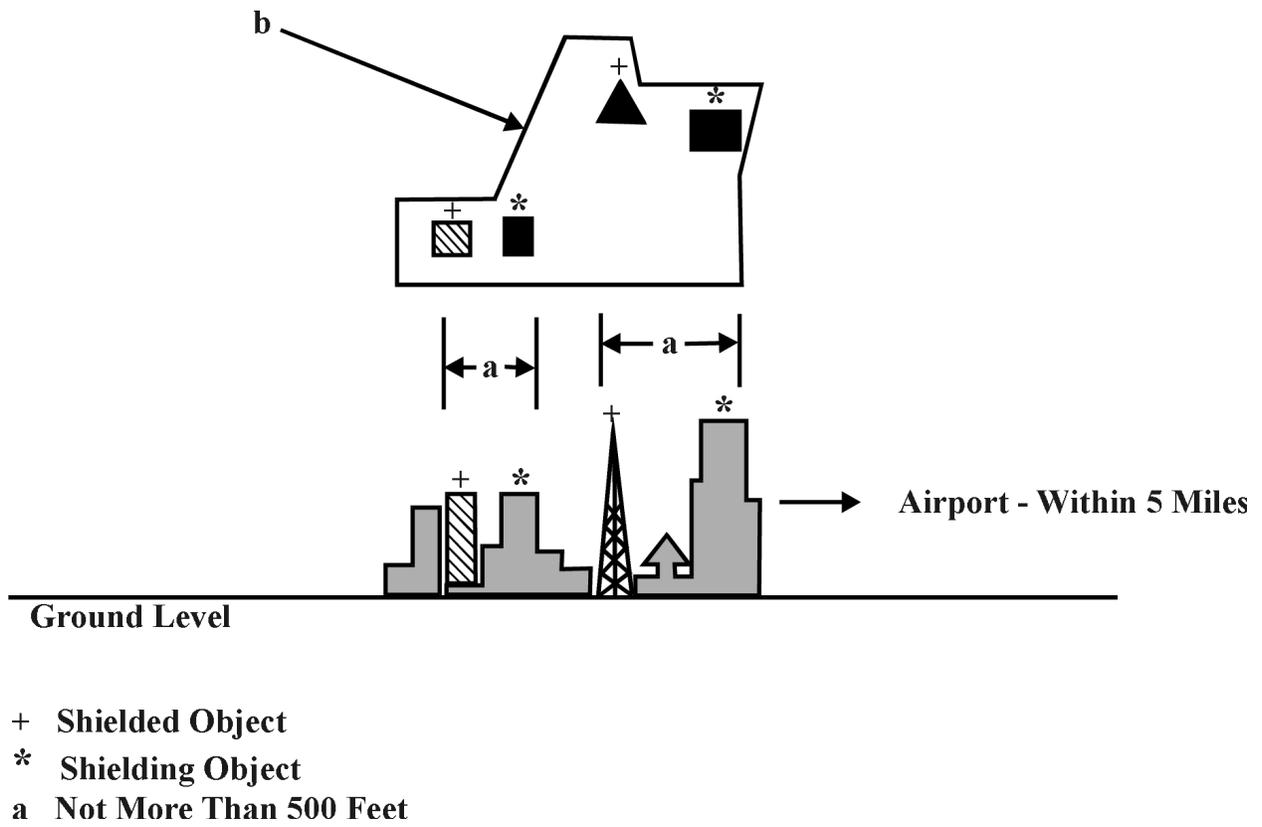 b
+
*
+
*
a
a
+
*
+
*
Airport - Within 5 Miles
Ground Level
+ Shielded Object
* Shielding Object
a Not More Than 500 Feet